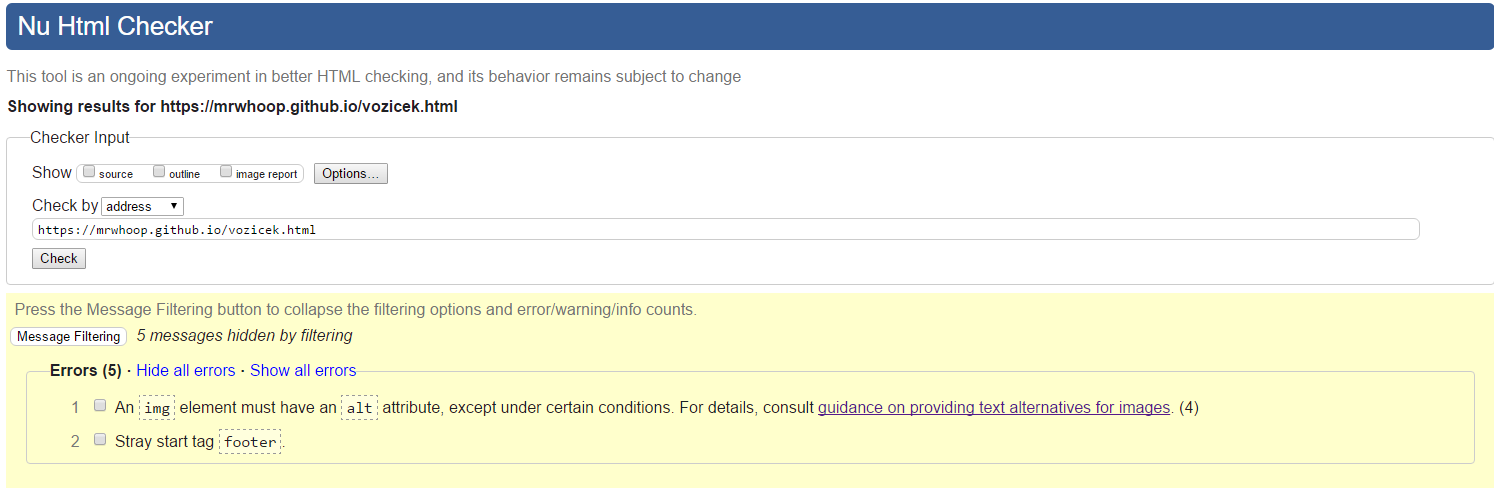 Nu Html Checker
This tool is an ongoing experiment in better HTML checking, and its behavior remains subject to change
Showing results for https://mrwhoop.github.io/vozicek.html
Checker Input
Show source outline image report Options...
Check by address
https://mrwhoop.github.io/vozicek.html
Check
Press the Message Filtering button to collapse the filtering options and error/warning/info counts.
Message Filtering 5 messages hidden by filtering
Errors (5) · Hide all errors · Show all errors
1 An img element must have an alt attribute, except under certain conditions. For details, consult guidance on providing text alternatives for images. (4)
2 Stray start tag footer.